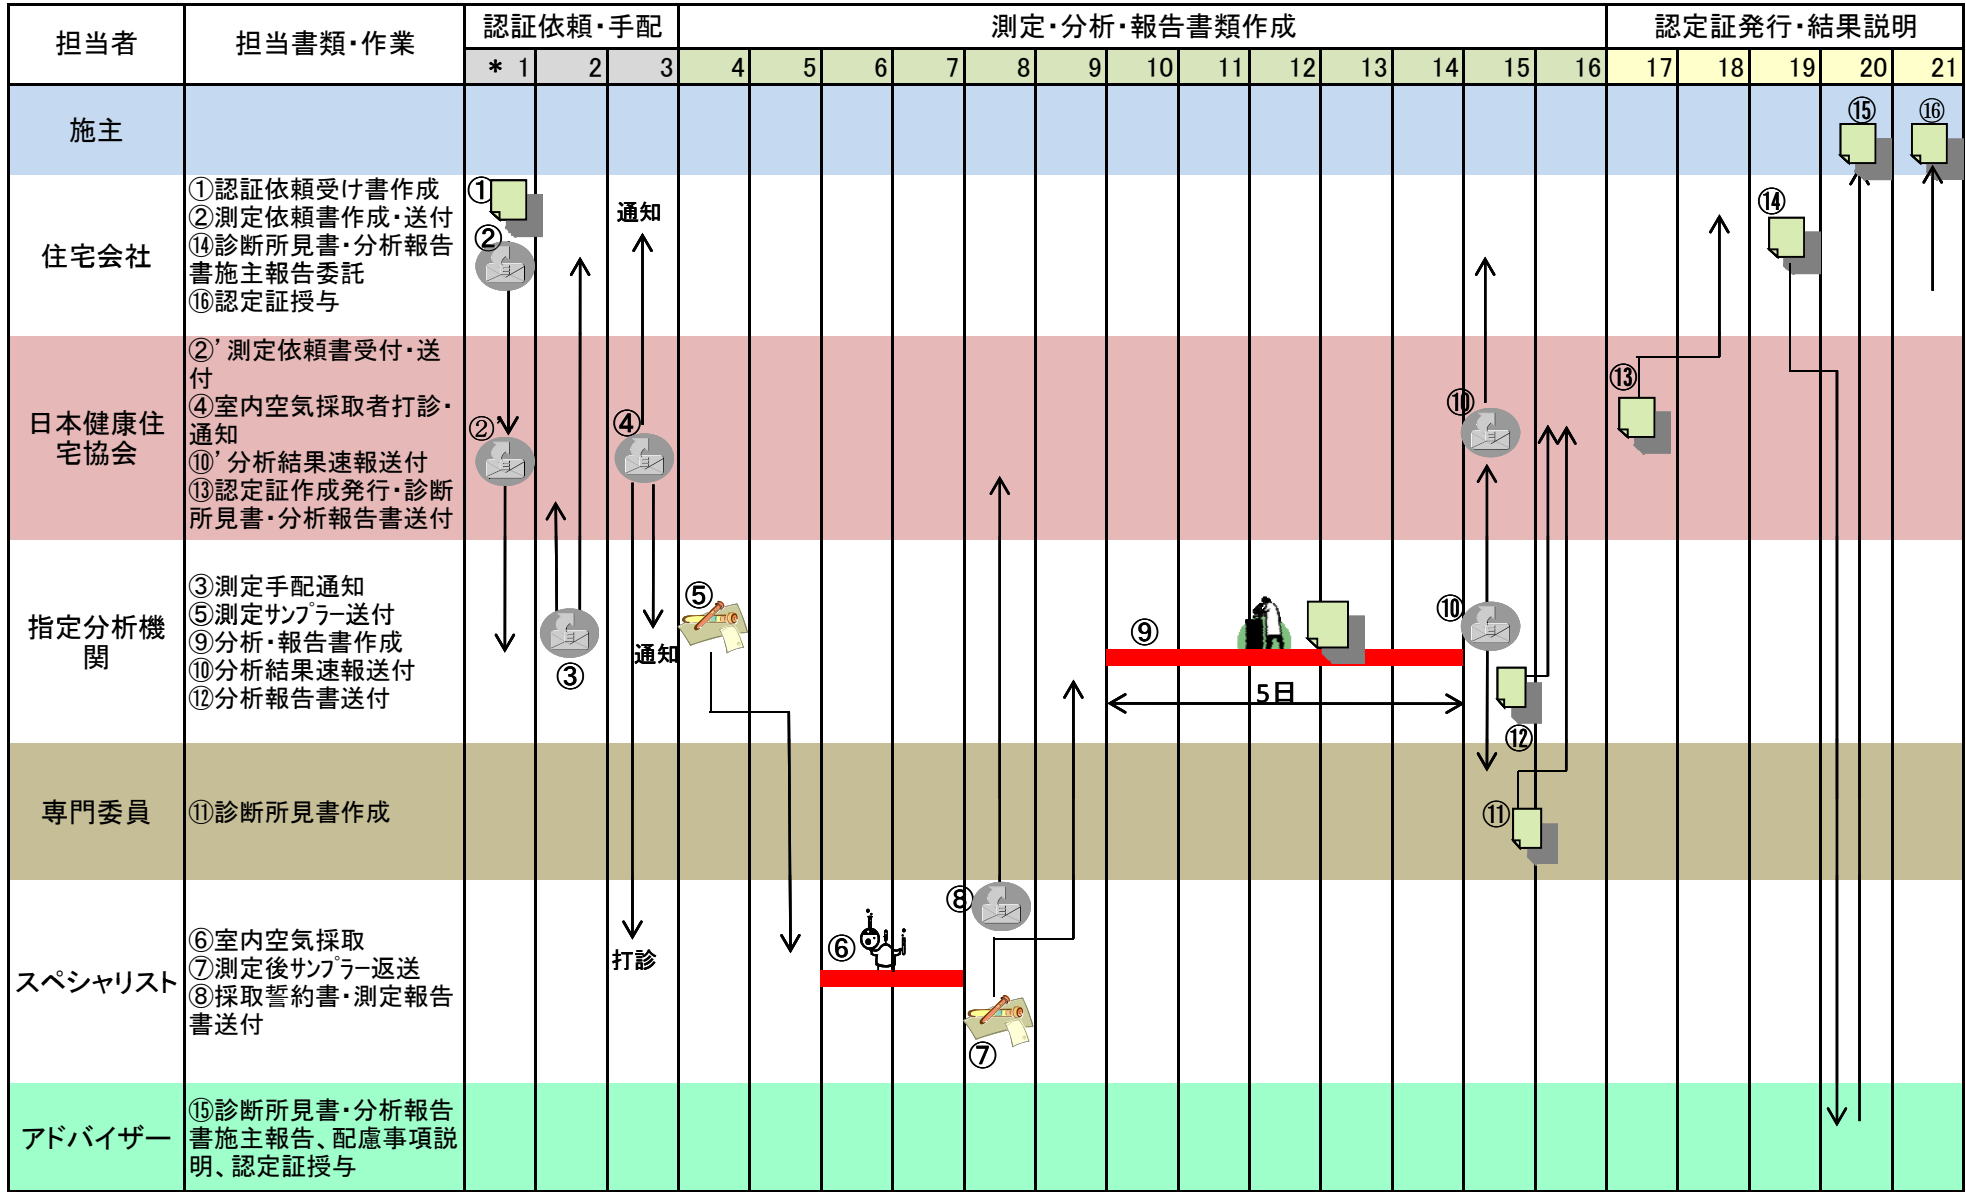 担当者
担当書類・作業
認証依頼・手配
測定・分析・報告書類作成
認定証発行・結果説明
* 1 2 3 4 5 6 7 8 9 10 11 12 13 14 15 16 17 18 19 20 21
施主
⑮
⑯
住宅会社
①認証依頼受け書作成
②測定依頼書作成・送付
⑭診断所見書・分析報告
書施主報告委託
⑯認定証授与
①
②
通知
⑭
日本健康住
宅協会
②’測定依頼書受付・送
付
④室内空気採取者打診・
通知
⑩’分析結果速報送付
⑬認定証作成発行・診断
所見書・分析報告書送付
②’
④
⑩
⑬
指定分析機
関
③測定手配通知
⑤測定ｻﾝﾌﾟﾗｰ送付
⑨分析・報告書作成
⑩分析結果速報送付
⑫分析報告書送付
③
通知
⑤
⑨
5日
⑩
⑫
専門委員
⑪診断所見書作成
⑪
スペシャリスト
⑥室内空気採取
⑦測定後ｻﾝﾌﾟﾗｰ返送
⑧採取誓約書・測定報告
書送付
打診
⑥
⑧
⑦
アドバイザー
⑮診断所見書・分析報告
書施主報告、配慮事項説
明、認定証授与